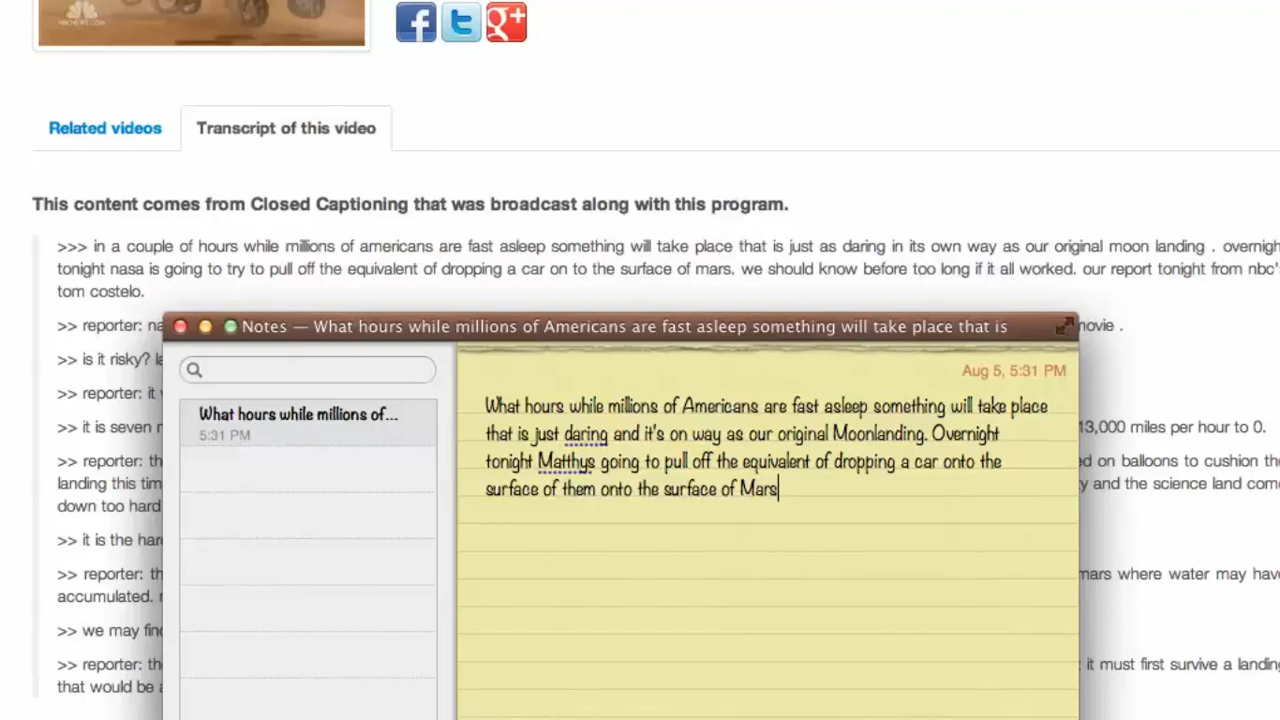 NBCNEWS.COM
f t g+
Related videos
Transcript of this video
This content comes from Closed Captioning that was broadcast along with this program.
>>> in a couple of hours while millions of americans are fast asleep something will take place that is just as daring in its own way as our original moon landing . overnight
tonight nasa is going to try to pull off the equivalent of dropping a car on to the surface of mars. we should know before too long if it all worked. our report tonight from nbc's
tom costelo.
>> reporter: na
movie .
>> is it risky? la
>> reporter: it
>> it is seven
13,000 miles per hour to 0.
>> reporter: th
ed on balloons to cushion the
landing this tim
y and the science land com
down too hard
>> it is the har
>> reporter: th
mars where water may have
accumulated.
>> we may find
>> reporter: the
it must first survive a landing
that would be a
Notes — What hours while millions of Americans are fast asleep something will take place that is
Aug 5, 5:31 PM
What hours while millions of...
5:31 PM
What hours while millions of Americans are fast asleep something will take place
that is just daring and it's on way as our original Moonlanding. Overnight
tonight Matthys going to pull off the equivalent of dropping a car onto the
surface of them onto the surface of Mars